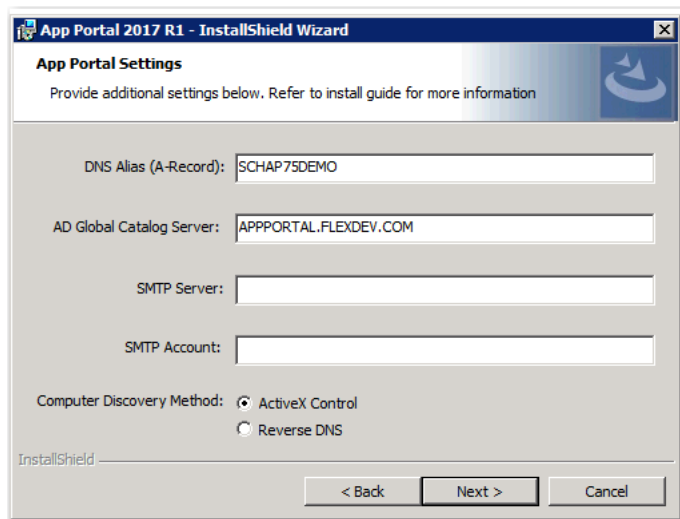 App Portal 2017 R1 - InstallShield Wizard
App Portal Settings
Provide additional settings below. Refer to install guide for more information
DNS Alias (A-Record): SCHAP75DEMO
AD Global Catalog Server: APPPORTAL.FLEXDEV.COM
SMTP Server:
SMTP Account:
Computer Discovery Method: ActiveX Control
Reverse DNS
InstallShield
< Back Next > Cancel